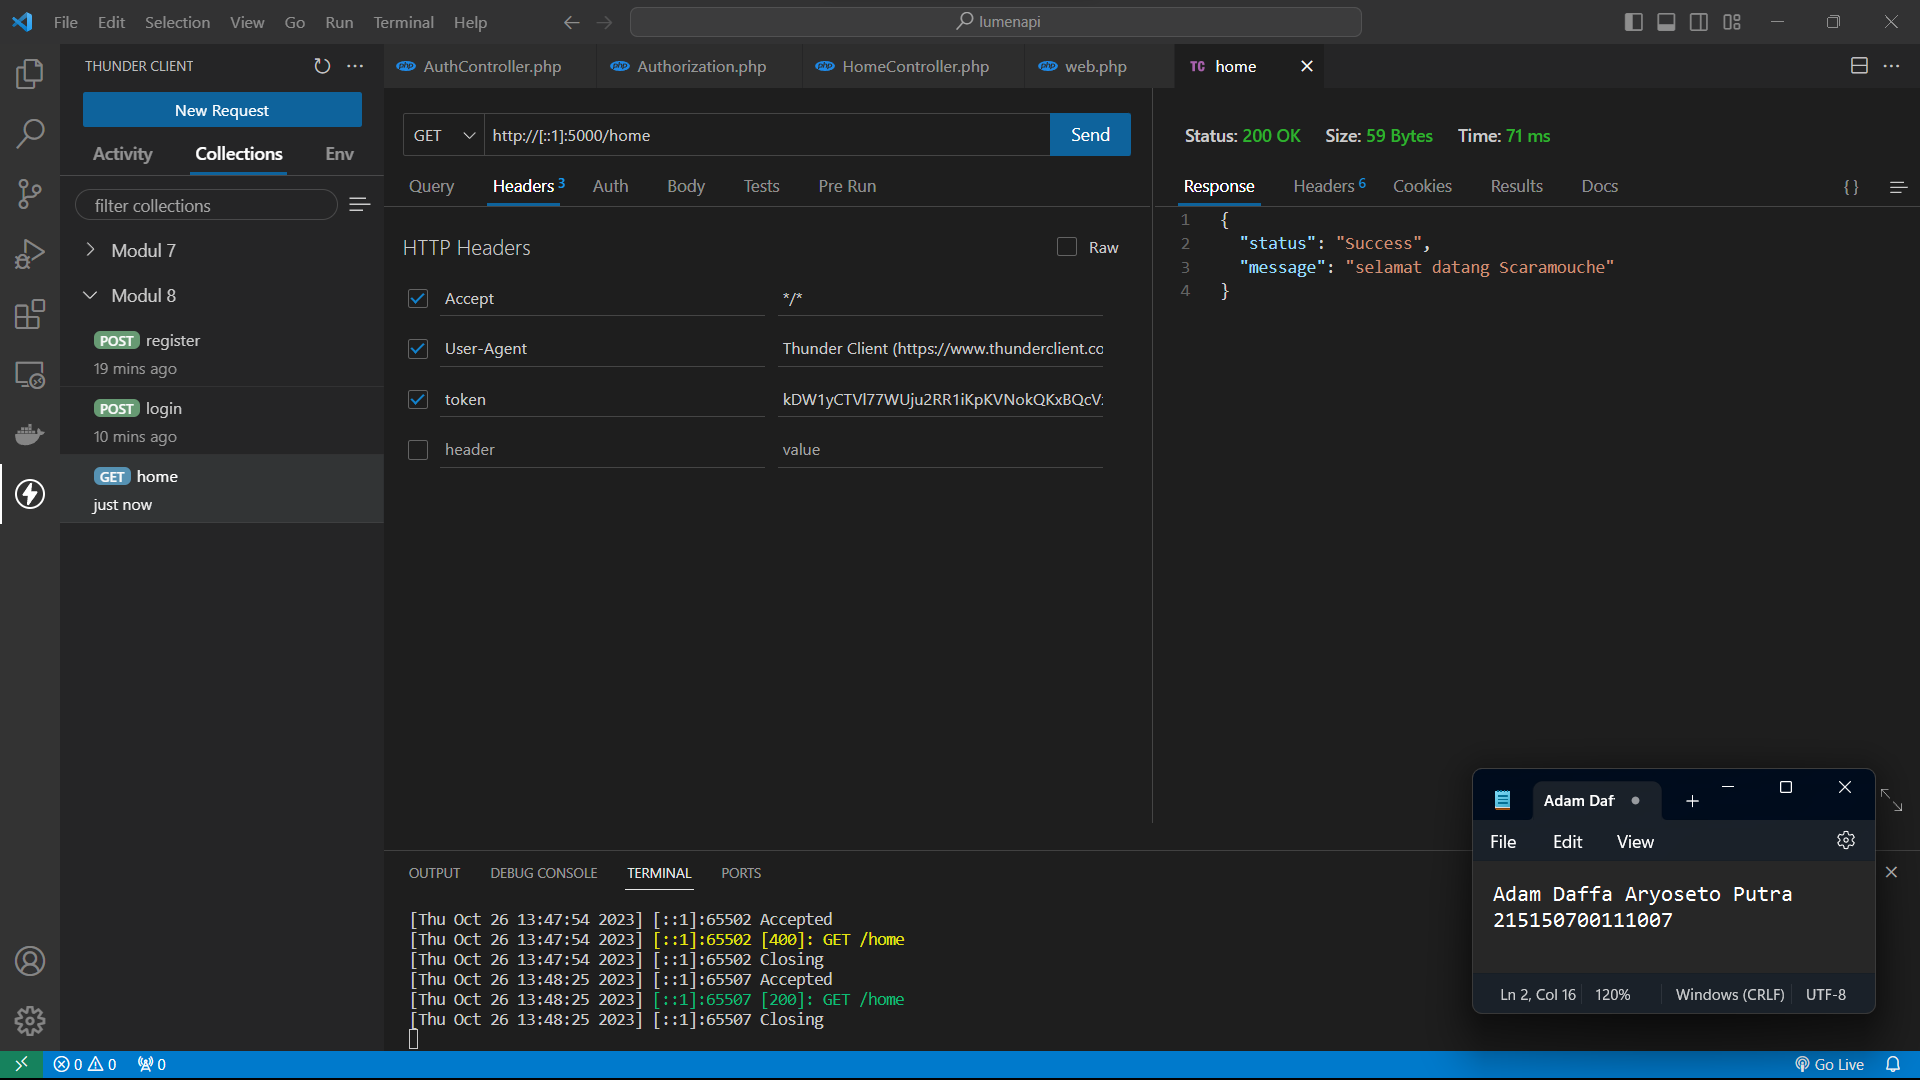 File Edit Selection View Go Run Terminal Help
lumenapi
THUNDER CLIENT
New Request
Activity Collections Env
filter collections
Modul 7
Modul 8
POST register
19 mins ago
POST login
10 mins ago
GET home
just now
php AuthController.php
php Authorization.php
php HomeController.php
php web.php
TC home
GET http://[::1]:5000/home Send
Query Headers 3 Auth Body Tests Pre Run
HTTP Headers
Raw
Accept */*
User-Agent Thunder Client (https://www.thunderclient.co
token
header value
Status: 200 OK Size: 59 Bytes Time: 71 ms
Response Headers 6 Cookies Results Docs
{}
1 {
2 "status": "Success",
3 "message": "selamat datang Scaramouche"
4 }
OUTPUT DEBUG CONSOLE TERMINAL PORTS
[Thu Oct 26 13:47:54 2023] [::1]:65502 Accepted
[Thu Oct 26 13:47:54 2023] [::1]:65502 [400]: GET /home
[Thu Oct 26 13:47:54 2023] [::1]:65502 Closing
[Thu Oct 26 13:48:25 2023] [::1]:65507 Accepted
[Thu Oct 26 13:48:25 2023] [::1]:65507 [200]: GET /home
[Thu Oct 26 13:48:25 2023] [::1]:65507 Closing
Adam Daf
File Edit View
Adam Daffa Aryoseto Putra
215150700111007
Ln 2, Col 16 120% Windows (CRLF) UTF-8
0 0 0
Go Live